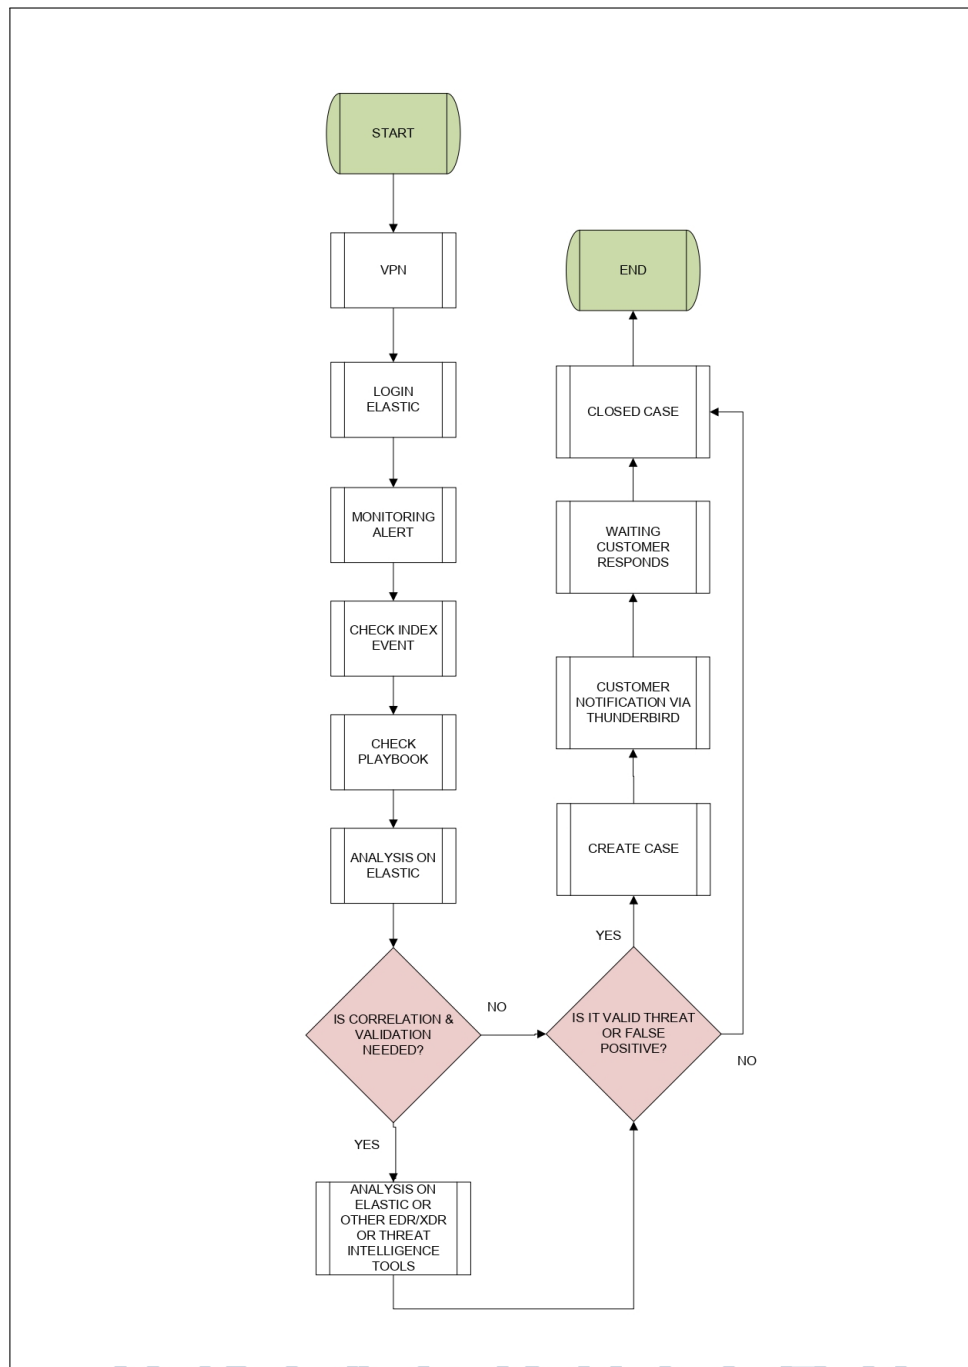 START
VPN
LOGIN
ELASTIC
MONITORING
ALERT
CHECK INDEX
EVENT
CHECK
PLAYBOOK
ANALYSIS ON
ELASTIC
IS CORRELATION &
VALIDATION
NEEDED?
NO
YES
ANALYSIS ON
ELASTIC OR
OTHER EDR/XDR
OR THREAT
INTELLIGENCE
TOOLS
IS IT VALID THREAT
OR FALSE
POSITIVE?
NO
YES
CREATE CASE
CUSTOMER
NOTIFICATION VIA
THUNDERBIRD
WAITING
CUSTOMER
RESPONDS
CLOSED CASE
END